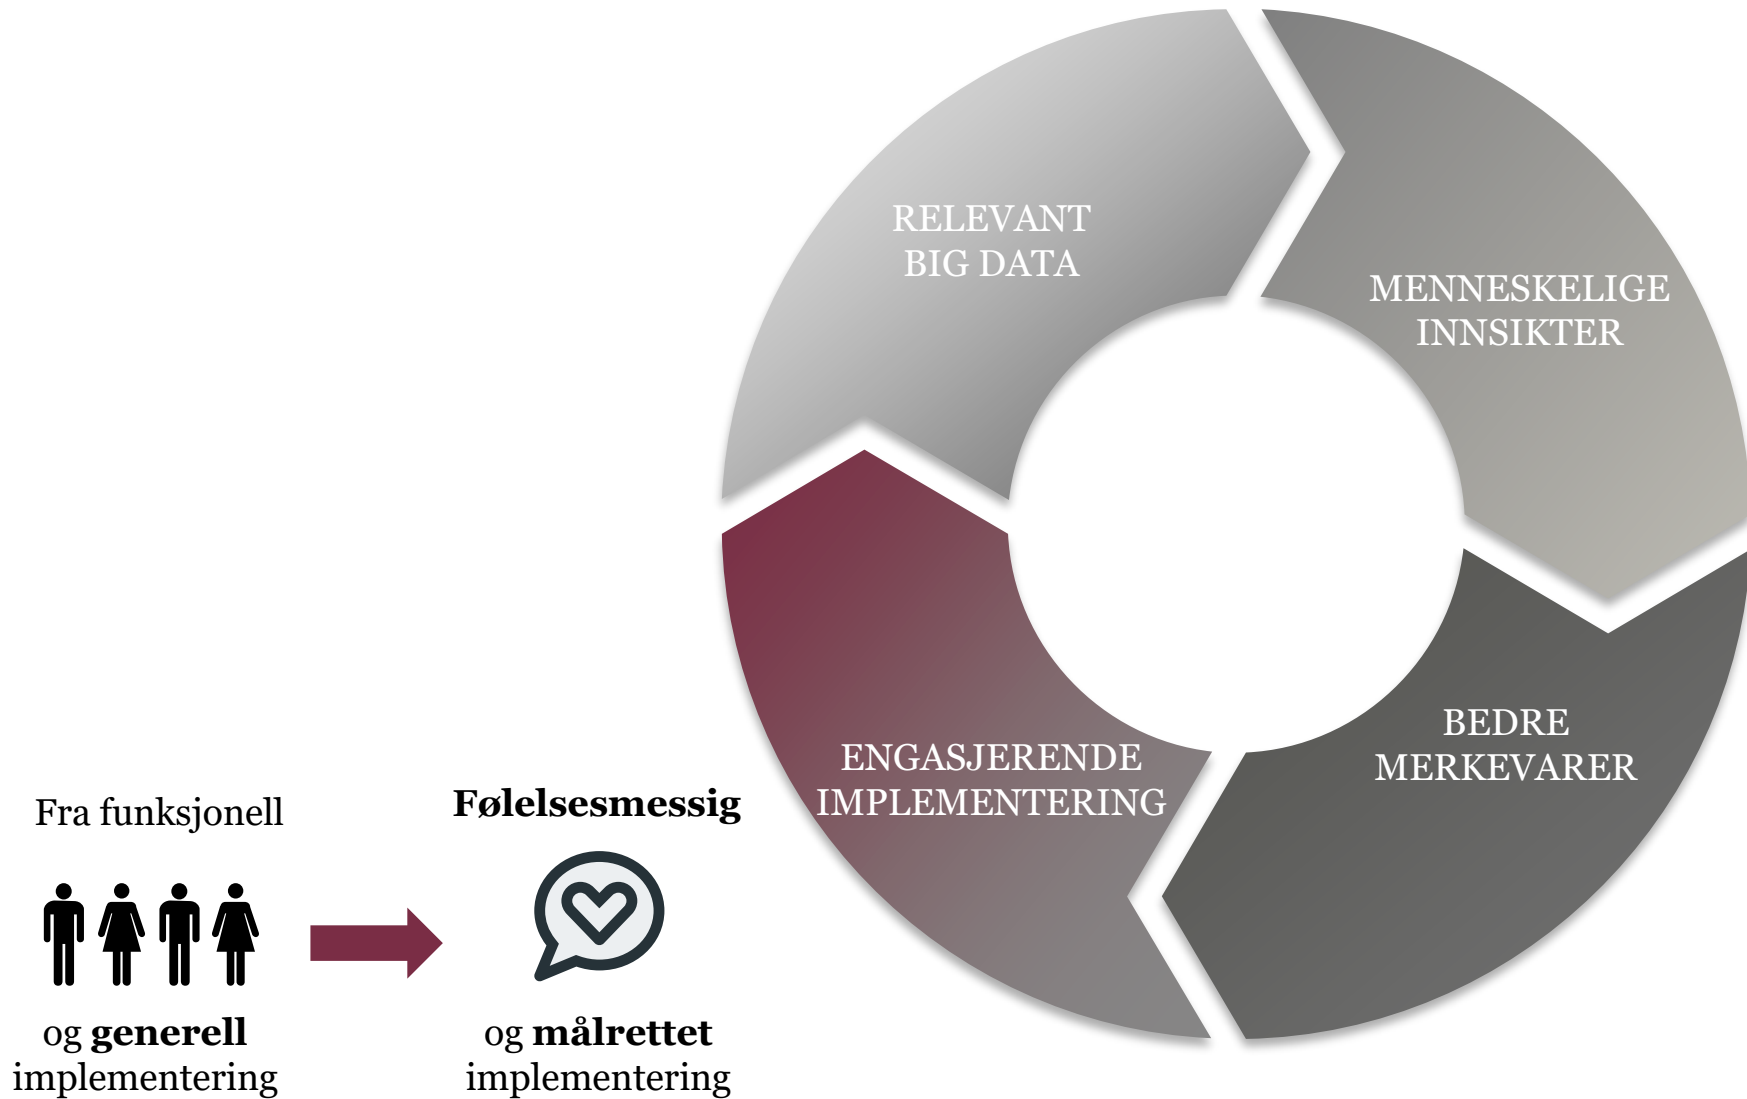 RELEVANT
BIG DATA
MENNESKELIGE
INNSIKTER
BEDRE
MERKEVARER
ENGASJERENDE
IMPLEMENTERING
Fra funksjonell
og generell
implementering
Følelsesmessig
og målrettet
implementering